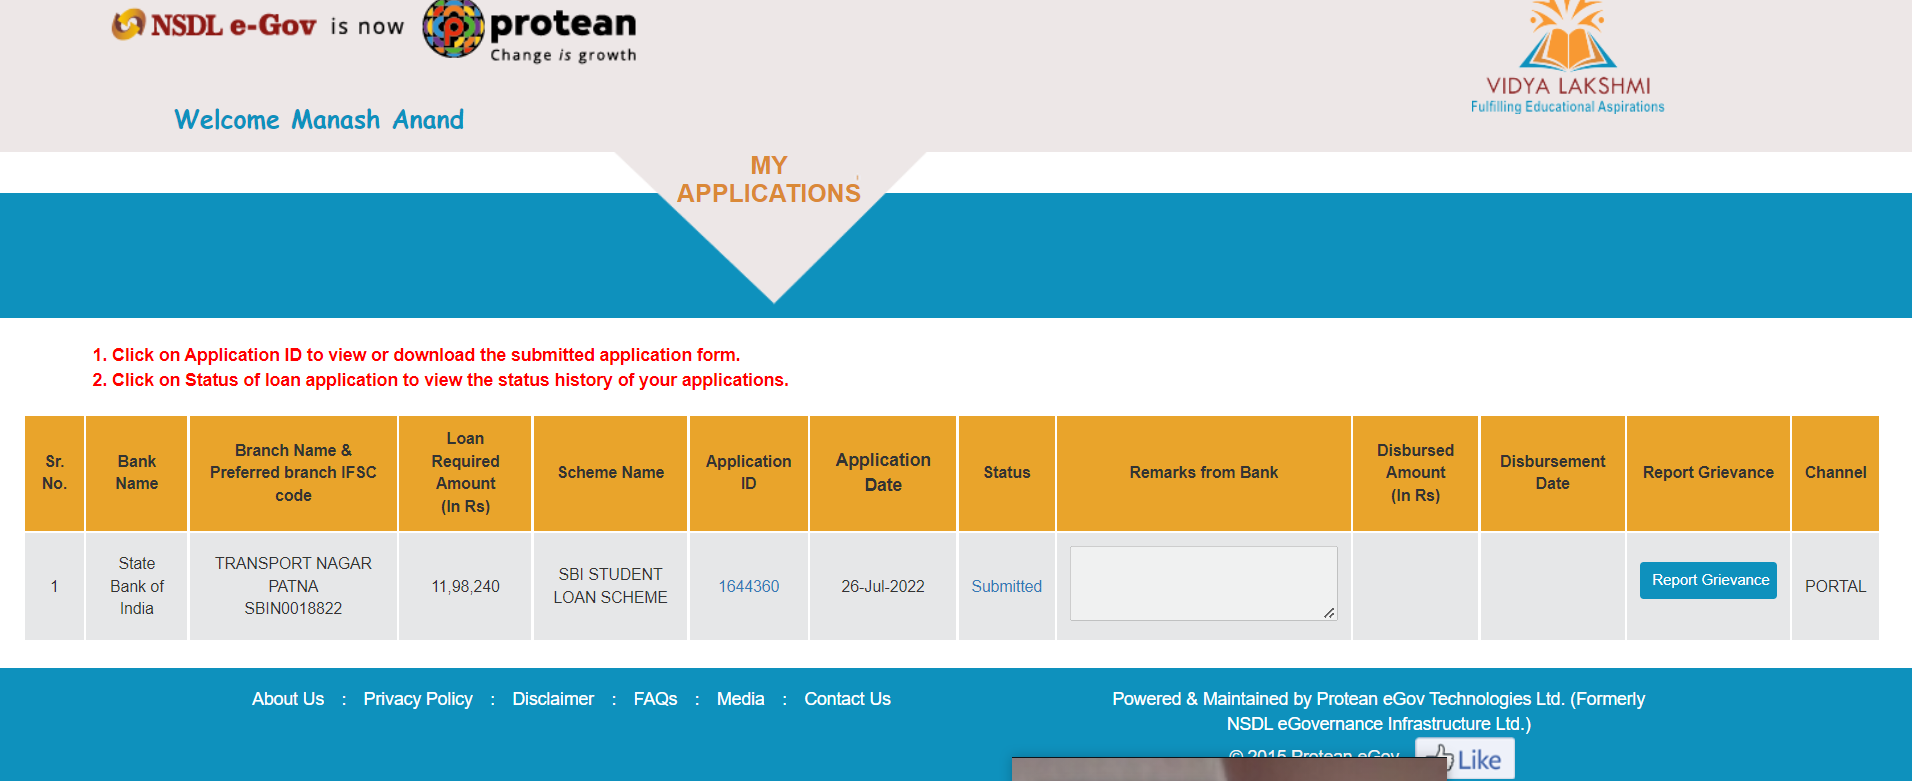 NSDL e-Gov is now protean
Change is growth
VIDYA LAKSHMI
Fulfilling Educational Aspirations
Welcome Manash Anand
MY
APPLICATIONS
1. Click on Application ID to view or download the submitted application form.
2. Click on Status of loan application to view the status history of your applications.
Sr. No.
Bank Name
Branch Name & Preferred branch IFSC code
Loan Required Amount (In Rs)
Scheme Name
Application ID
Application Date
Status
Remarks from Bank
Disbursed Amount (In Rs)
Disbursement Date
Report Grievance
Channel
1
State Bank of India
TRANSPORT NAGAR PATNA SBIN0018822
11,98,240
SBI STUDENT LOAN SCHEME
1644360
26-Jul-2022
Submitted
Report Grievance
PORTAL
About Us : Privacy Policy : Disclaimer : FAQs : Media : Contact Us
Powered & Maintained by Protean eGov Technologies Ltd. (Formerly
NSDL eGovernance Infrastructure Ltd.)
© 2015 Protean eGov
Like